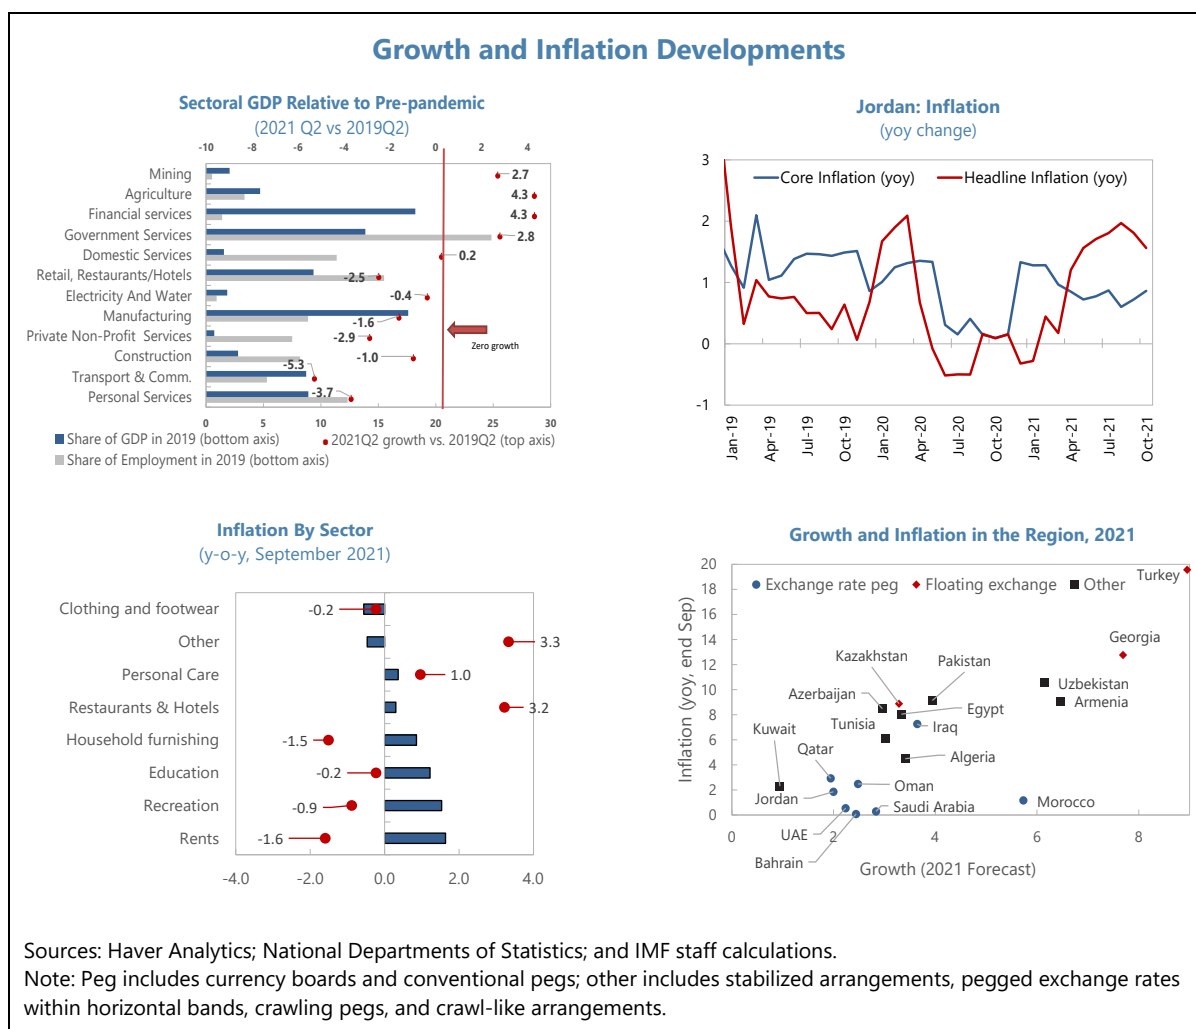 Growth and Inflation Developments
Sectoral GDP Relative to Pre-pandemic
(2021 Q2 vs 2019Q2)
-10 -8 -6 -4 -2 0 2 4
Mining 2.7
Agriculture 4.3
Financial services 4.3
Government Services 2.8
Domestic Services 0.2
Retail, Restaurants/Hotels -2.5
Electricity And Water -0.4
Manufacturing -1.6
Private Non-Profit Services -2.9
Zero growth
Construction -1.0
-5.3
Transport & Comm.
Personal Services -3.7
0 5 10 15 20 25 30
Share of GDP in 2019 (bottom axis) 2021Q2 growth vs. 2019Q2 (top axis)
Share of Employment in 2019 (bottom axis)
Jordan: Inflation
(yoy change)
3
Core Inflation (yoy) Headline Inflation (yoy)
2
1
0
-1
Jan-19 Apr-19 Jul-19 Oct-19 Jan-20 Apr-20 Jul-20 Oct-20 Jan-21 Apr-21 Jul-21 Oct-21
Inflation By Sector
(y-o-y, September 2021)
Clothing and footwear -0.2
Other 3.3
Personal Care 1.0
Restaurants & Hotels 3.2
Household furnishing -1.5
Education -0.2
Recreation -0.9
Rents -1.6
-4.0 -2.0 0.0 2.0 4.0
Growth and Inflation in the Region, 2021
Inflation (yoy, end Sep)
20
18
16
14
12
10
8
6
4
2
0
Exchange rate peg Floating exchange Other
Turkey
Georgia
Kazakhstan
Pakistan
Uzbekistan
Azerbaijan
Armenia
Egypt
Tunisia
Iraq
Kuwait
Qatar
Algeria
Oman
Jordan
Saudi Arabia
Morocco
UAE
Bahrain
0 2 4 6 8
Growth (2021 Forecast)
Sources: Haver Analytics; National Departments of Statistics; and IMF staff calculations.
Note: Peg includes currency boards and conventional pegs; other includes stabilized arrangements, pegged exchange rates
within horizontal bands, crawling pegs, and crawl-like arrangements.